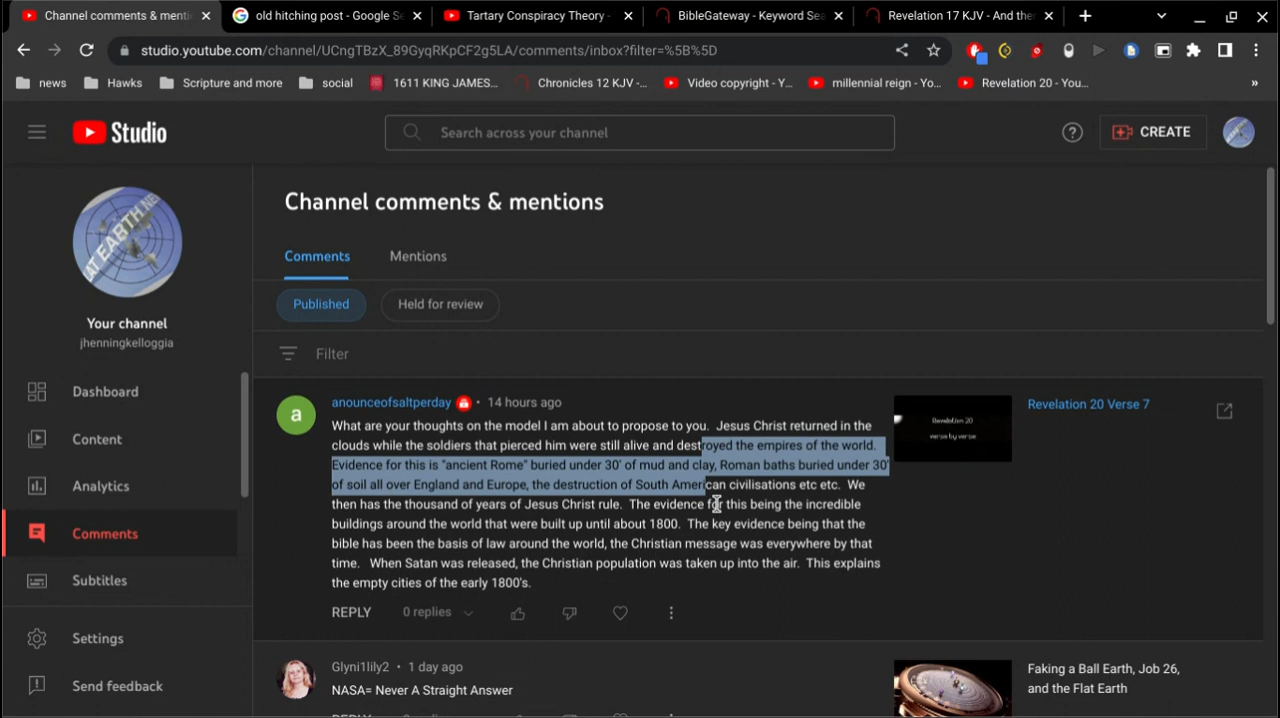 Channel comments & menti
old hitching post - Google Se
Tartary Conspiracy Theory -
BibleGateway - Keyword Sea
Revelation 17 KJV - And ther
studio.youtube.com/channel/UCngTBzX_89GyqRKpCF2g5LA/comments/inbox?filter=%5B%5D
news
Hawks
Scripture and more
social
1611 KING JAMES...
Chronicles 12 KJV -...
Video copyright - Y...
millennial reign - Yo...
Revelation 20 - You...
»
Studio
Search across your channel
CREATE
Your channel
jhenningkelloggia
Dashboard
Content
Analytics
Comments
Subtitles
Settings
Send feedback
Channel comments & mentions
Comments
Mentions
Published
Held for review
Filter
a
anounceofsaltperday • 14 hours ago
What are your thoughts on the model I am about to propose to you. Jesus Christ returned in the
clouds while the soldiers that pierced him were still alive and destroyed the empires of the world.
Evidence for this is "ancient Rome" buried under 30' of mud and clay, Roman baths buried under 30'
of soil all over England and Europe, the destruction of South American civilisations etc etc. We
then has the thousand of years of Jesus Christ rule. The evidence for this being the incredible
buildings around the world that were built up until about 1800. The key evidence being that the
bible has been the basis of law around the world, the Christian message was everywhere by that
time. When Satan was released, the Christian population was taken up into the air. This explains
the empty cities of the early 1800's.
REPLY
0 replies
Revelation 20
verse by verse
Revelation 20 Verse 7
Glyni1lily2 • 1 day ago
NASA= Never A Straight Answer
Faking a Ball Earth, Job 26,
and the Flat Earth